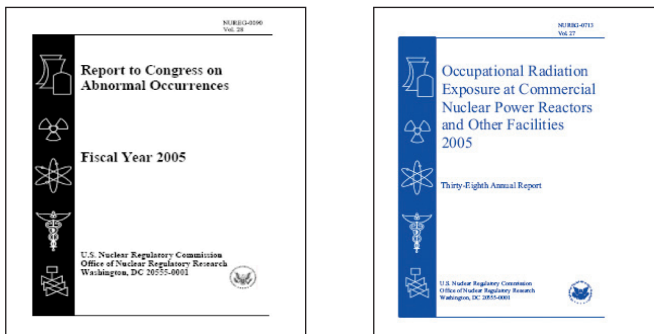 NUREG-0090
Vol. 28
Report to Congress on
Abnormal Occurrences
Fiscal Year 2005
U.S. Nuclear Regulatory Commission
Office of Nuclear Regulatory Research
Washington, DC 20555-0001
NUREG-0713
Vol. 27
Occupational Radiation
Exposure at Commercial
Nuclear Power Reactors
and Other Facilities
2005
Thirty-Eighth Annual Report
U.S. Nuclear Regulatory Commission
Office of Nuclear Regulatory Research
Washington, DC 20555-0001